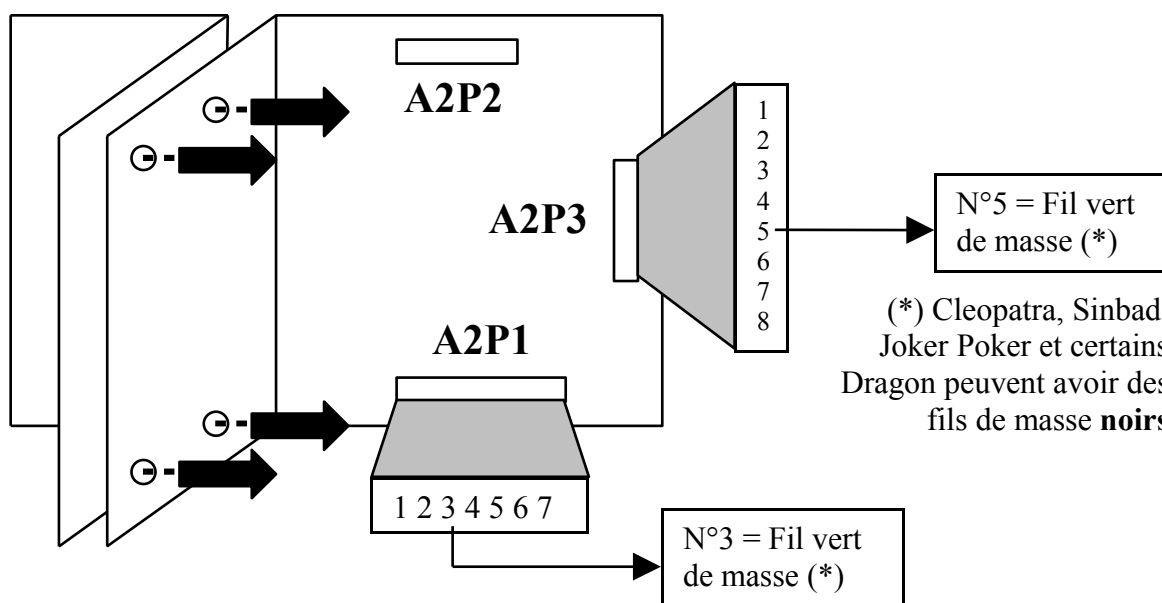 A2P2
1
2
3
4
5
6
7
8
A2P3
N°5 = Fil vert
de masse (*)
(*) Cleopatra, Sinbad
Joker Poker et certains
Dragon peuvent avoir des
fils de masse noirs
A2P1
1 2 3 4 5 6 7
N°3 = Fil vert
de masse (*)